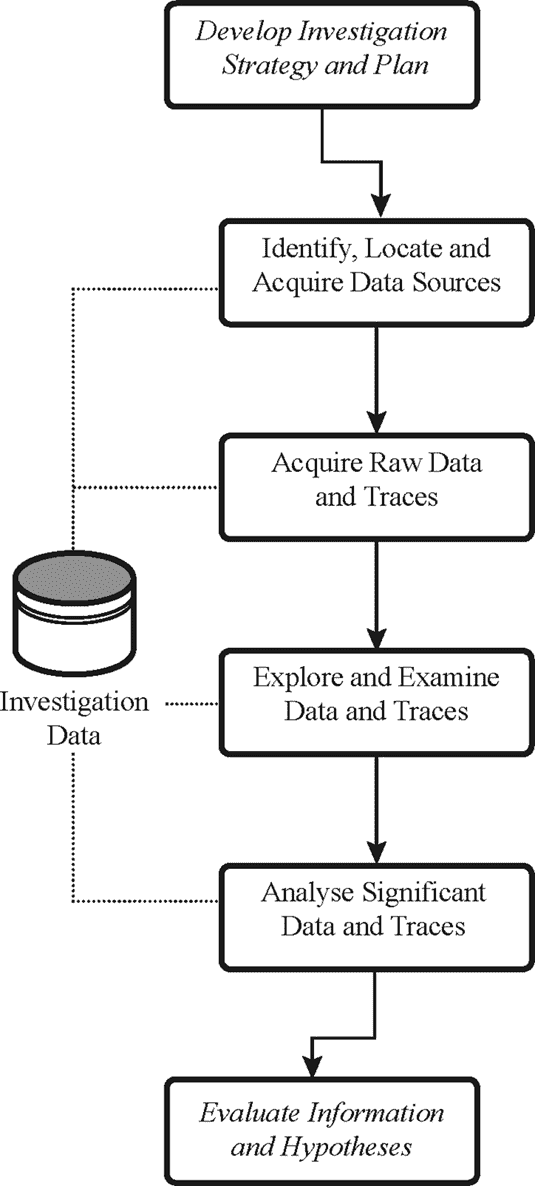 Develop Investigation
Strategy and Plan
Identify, Locate and
Acquire Data Sources
Acquire Raw Data
and Traces
Investigation
Data
Explore and Examine
Data and Traces
Analyse Significant
Data and Traces
Evaluate Information
and Hypotheses